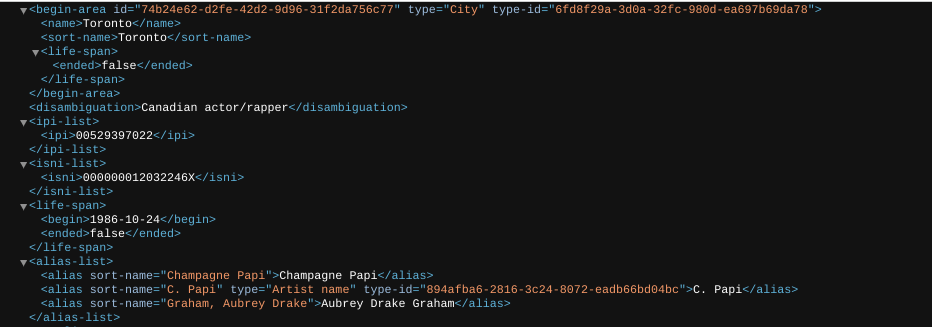 <begin-area id="74b24e62-d2fe-42d2-9d96-31f2da756c77" type="City" type-id="6fd8f29a-3d0a-32fc-980d-ea697b69da78">
<name>Toronto</name>
<sort-name>Toronto</sort-name>
<life-span>
<ended>false</ended>
</life-span>
</begin-area>
<disambiguation>Canadian actor/rapper</disambiguation>
<ipi-list>
<ipi>00529397022</ipi>
</ipi-list>
<isni-list>
<isni>000000012032246X</isni>
</isni-list>
<life-span>
<begin>1986-10-24</begin>
<ended>false</ended>
</life-span>
<alias-list>
<alias sort-name="Champagne Papi">Champagne Papi</alias>
<alias sort-name="C. Papi" type="Artist name" type-id="894afba6-2816-3c24-8072-eadb66bd04bc">C. Papi</alias>
<alias sort-name="Graham, Aubrey Drake">Aubrey Drake Graham</alias>
</alias-list>